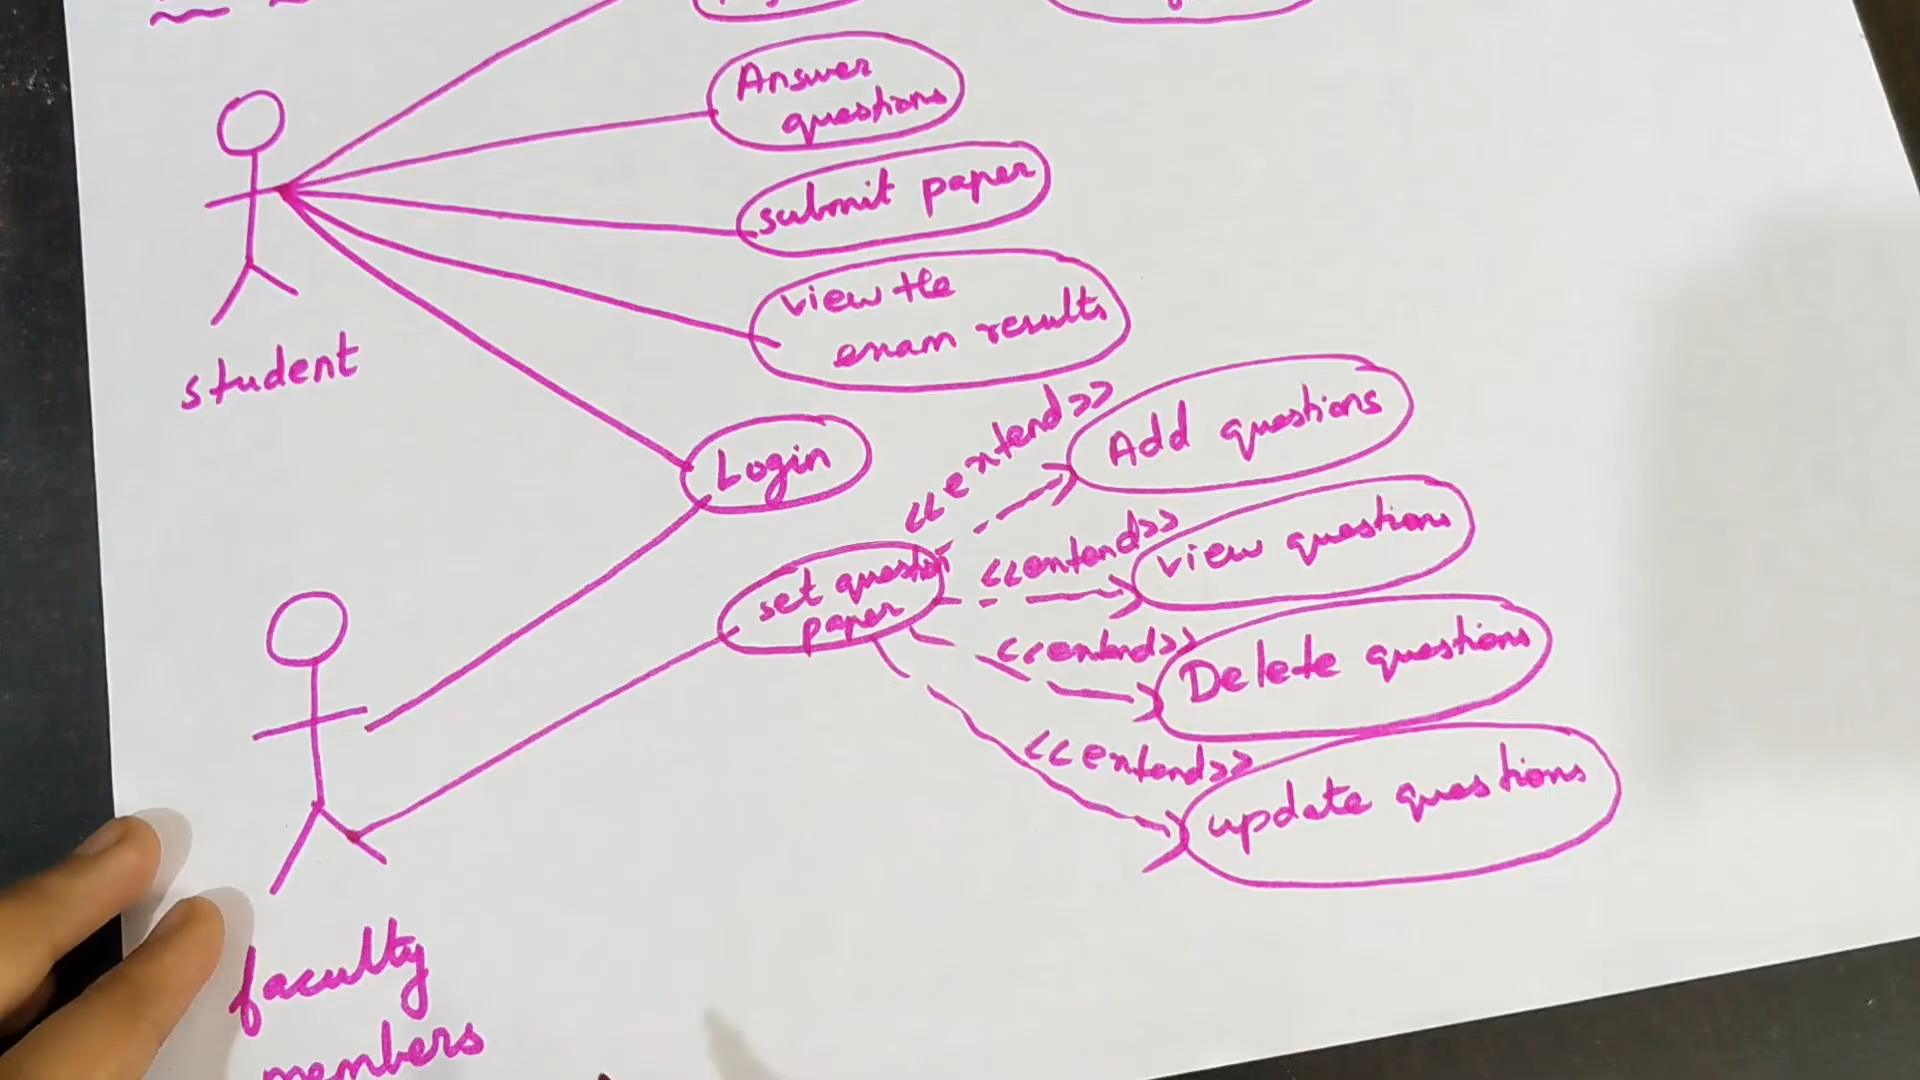 Answer
questions
submit paper
view the
exam results
student
<<extend>>
Add questions
Login
<<extend>>
view questions
set question
paper
<<extend>>
Delete questions
<<extend>>
update questions
faculty
members